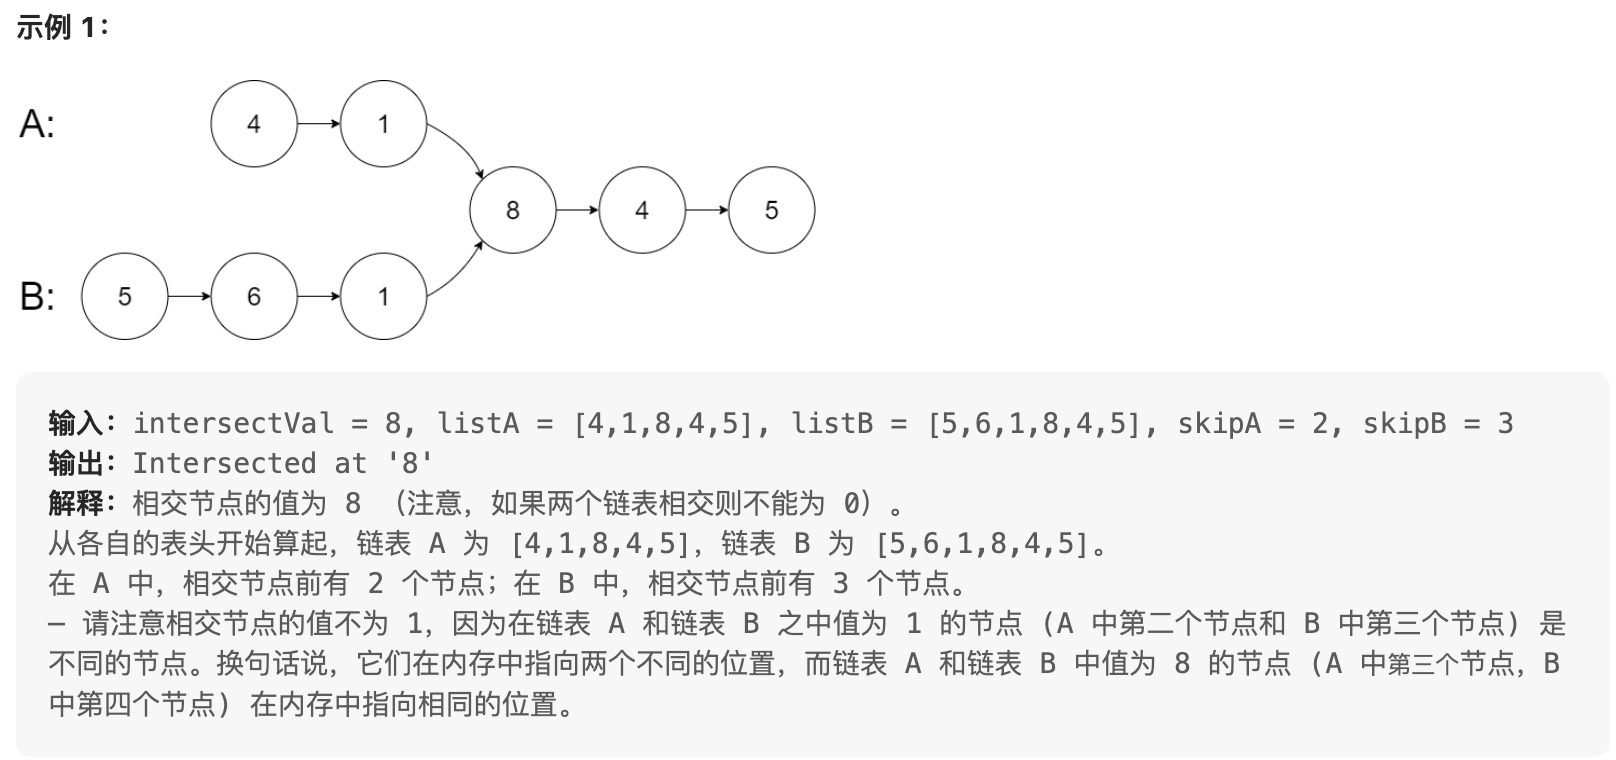 示例 1：
A:
4
1
8
4
5
B:
5
6
1
输入：intersectVal = 8, listA = [4,1,8,4,5], listB = [5,6,1,8,4,5], skipA = 2, skipB = 3
输出：Intersected at '8'
解释：相交节点的值为 8 （注意，如果两个链表相交则不能为 0）。
从各自的表头开始算起，链表 A 为 [4,1,8,4,5]，链表 B 为 [5,6,1,8,4,5]。
在 A 中，相交节点前有 2 个节点；在 B 中，相交节点前有 3 个节点。
— 请注意相交节点的值不为 1，因为在链表 A 和链表 B 之中值为 1 的节点 (A 中第二个节点和 B 中第三个节点) 是
不同的节点。换句话说，它们在内存中指向两个不同的位置，而链表 A 和链表 B 中值为 8 的节点 (A 中第三个节点，B
中第四个节点) 在内存中指向相同的位置。